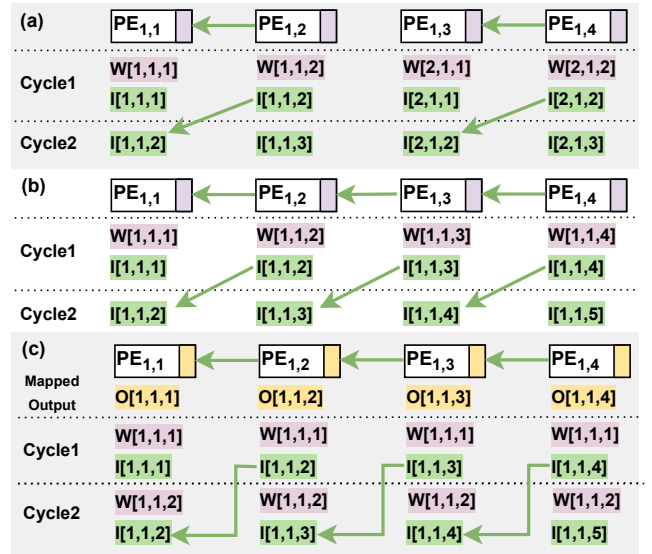 (a) PE1,1 PE1,2 PE1,3 PE1,4
W[1,1,1] W[1,1,2] W[2,1,1] W[2,1,2]
Cycle1
I[1,1,1] I[1,1,2] I[2,1,1] I[2,1,2]
Cycle2 I[1,1,2] I[1,1,3] I[2,1,2] I[2,1,3]
(b) PE1,1 PE1,2 PE1,3 PE1,4
W[1,1,1] W[1,1,2] W[1,1,3] W[1,1,4]
Cycle1
I[1,1,1] I[1,1,2] I[1,1,3] I[1,1,4]
Cycle2 I[1,1,2] I[1,1,3] I[1,1,4] I[1,1,5]
(c) PE1,1 PE1,2 PE1,3 PE1,4
Mapped
Output O[1,1,1] O[1,1,2] O[1,1,3] O[1,1,4]
Cycle1 W[1,1,1] W[1,1,1] W[1,1,1] W[1,1,1]
I[1,1,1] I[1,1,2] I[1,1,3] I[1,1,4]
Cycle2 W[1,1,2] W[1,1,2] W[1,1,2] W[1,1,2]
I[1,1,2] I[1,1,3] I[1,1,4] I[1,1,5]